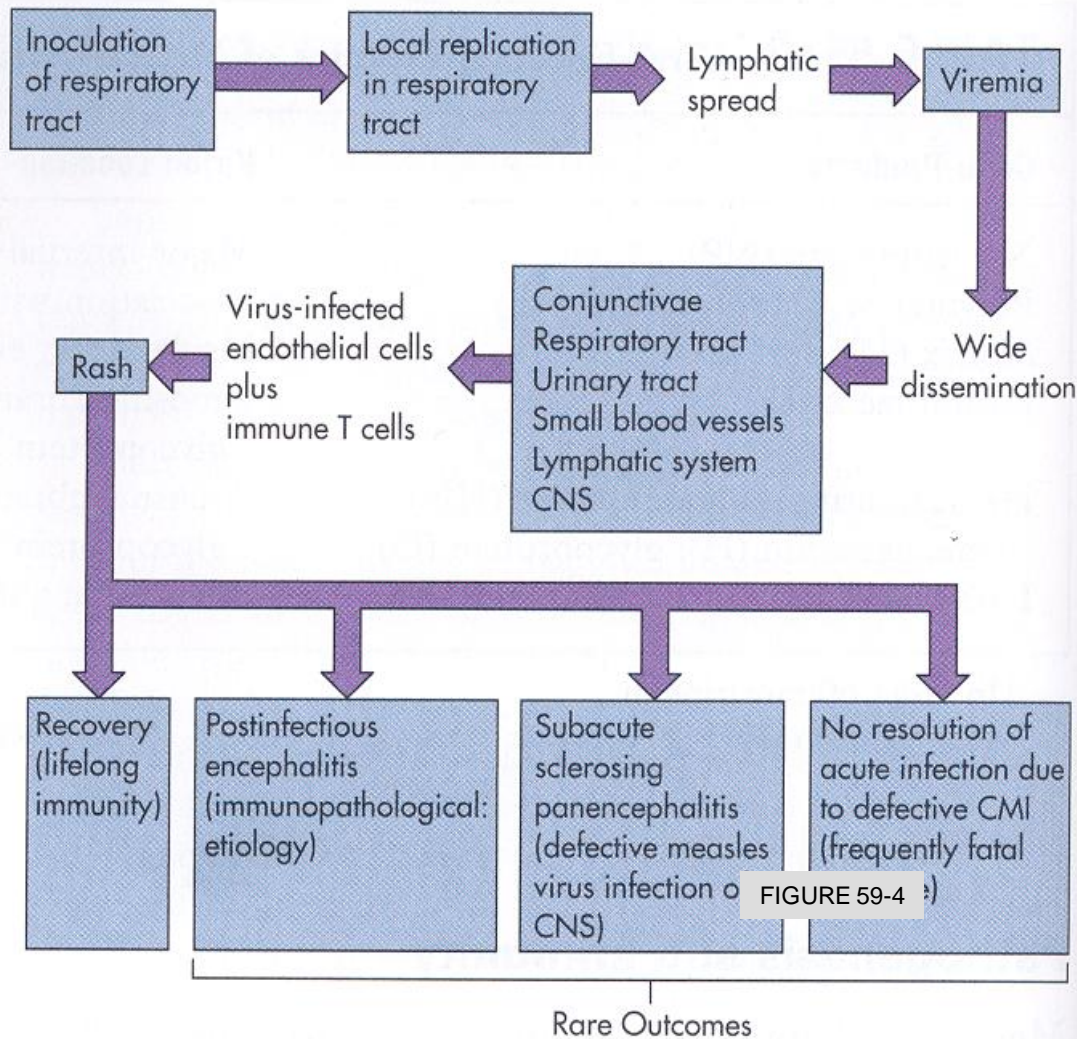 Inoculation
of respiratory
tract
Local replication
in respiratory
tract
Lymphatic
spread
Viremia
Wide
dissemination
Conjunctivae
Respiratory tract
Urinary tract
Small blood vessels
Lymphatic system
CNS
Virus-infected
endothelial cells
plus
immune T cells
Rash
Recovery
(lifelong
immunity)
Postinfectious
encephalitis
(immunopathological:
etiology)
Subacute
sclerosing
panencephalitis
(defective measles
virus infection
CNS)
No resolution of
acute infection due
to defective CMI
(frequently fatal
FIGURE 59-4
Rare Outcomes